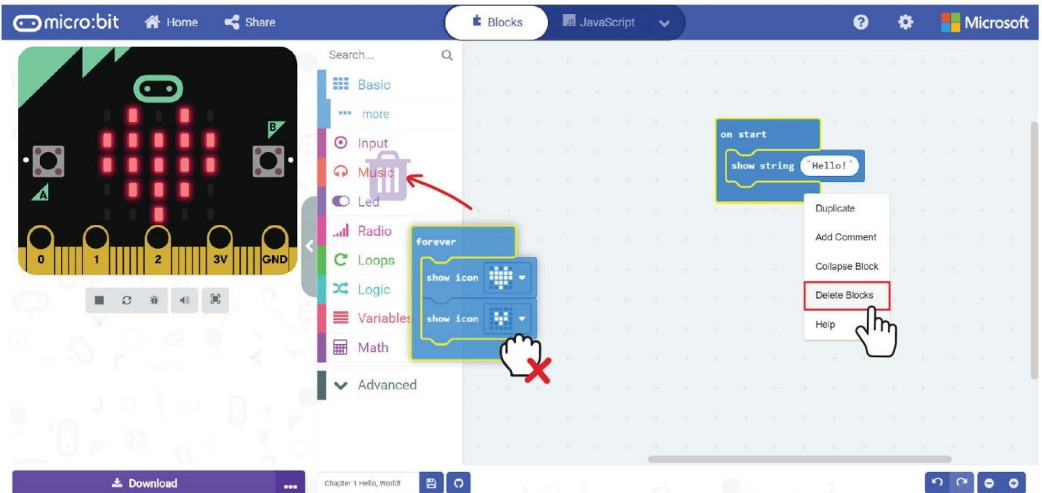 micro:bit Home Share Blocks JavaScript Microsoft
Search...
Basic
more
Input
Music
Led
Radio
Loops
Logic
Variables
Math
Advanced
A
B
0 1 2 3V GND
forever
show icon
show icon
on start
show string "Hello!"
Duplicate
Add Comment
Collapse Block
Delete Blocks
Help
Download
Chapter 1 Hello, World!